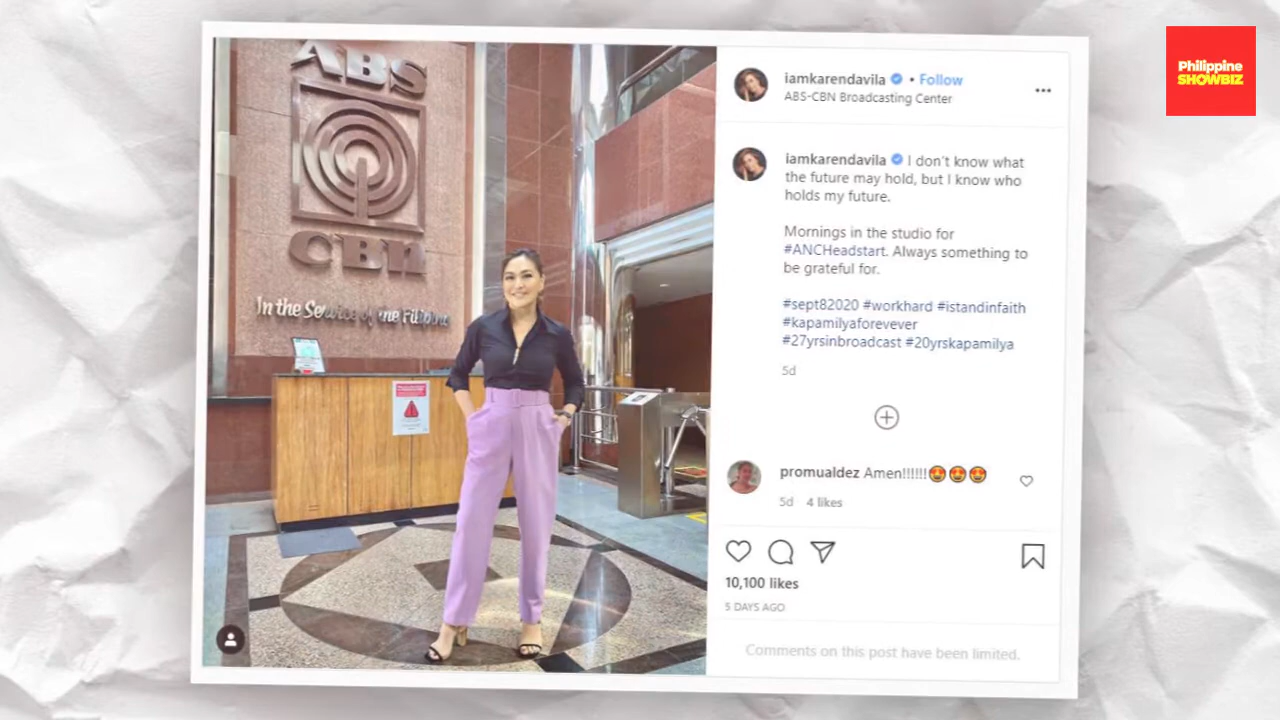 ABS
CBN
In the Service of the Filipino
iamkarendavila • Follow
ABS-CBN Broadcasting Center
iamkarendavila I don't know what
the future may hold, but I know who
holds my future.
Mornings in the studio for
#ANCHeadstart. Always something to
be grateful for.
#sept82020 #workhard #istandinfaith
#kapamilyaforevever
#27yrsinbroadcast #20yrskapamilya
5d
promualdez Amen!!!!!!😍😍😍
5d 4 likes
10,100 likes
5 DAYS AGO
Comments on this post have been limited.
Philippine
SHOWBIZ